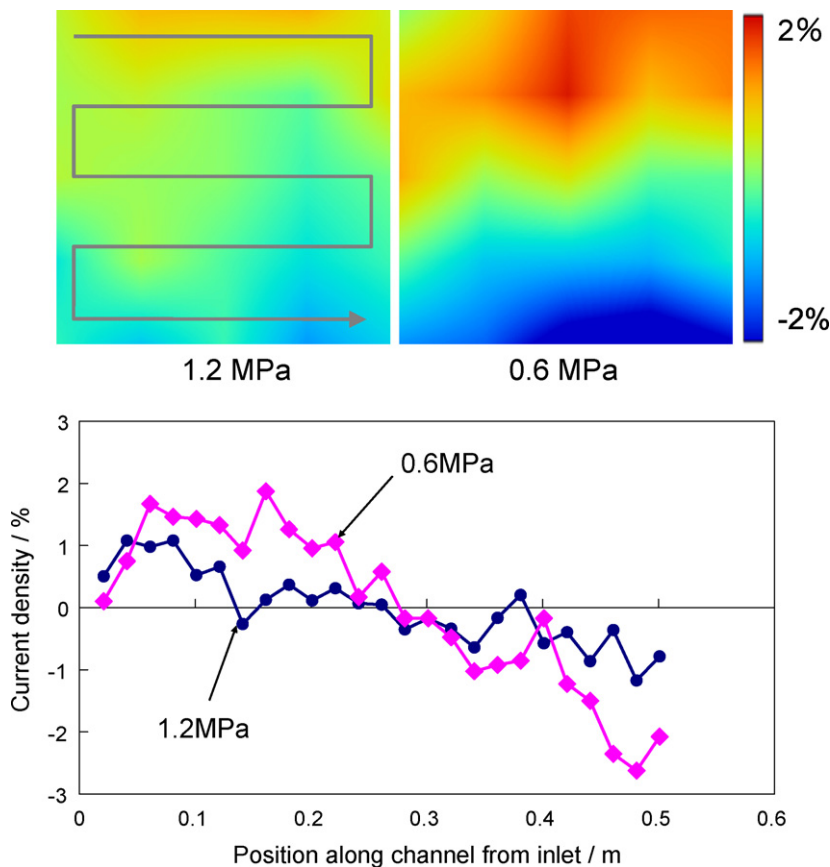 2%
-2%
1.2 MPa
0.6 MPa
3
2
1
0
-1
-2
-3
Current density / %
0.6MPa
1.2MPa
0 0.1 0.2 0.3 0.4 0.5 0.6
Position along channel from inlet / m